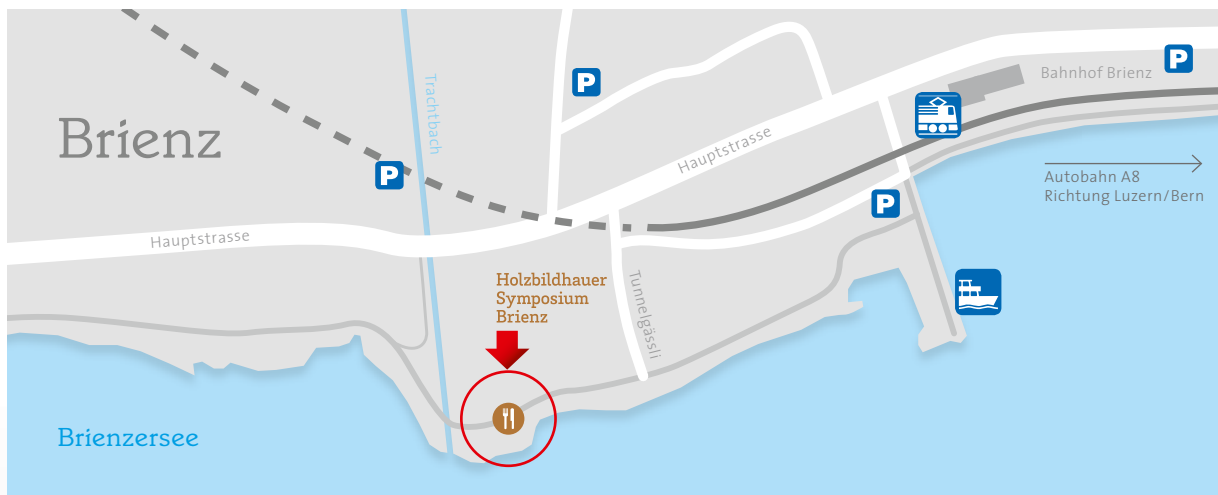 Brienz
Trachtbach
P
P
P
P
Bahnhof Brienz
Hauptstrasse
Autobahn A8
Richtung Luzern/Bern
Hauptstrasse
Holzbildhauer
Symposium
Brienz
Tunnelgässli
Brienzersee